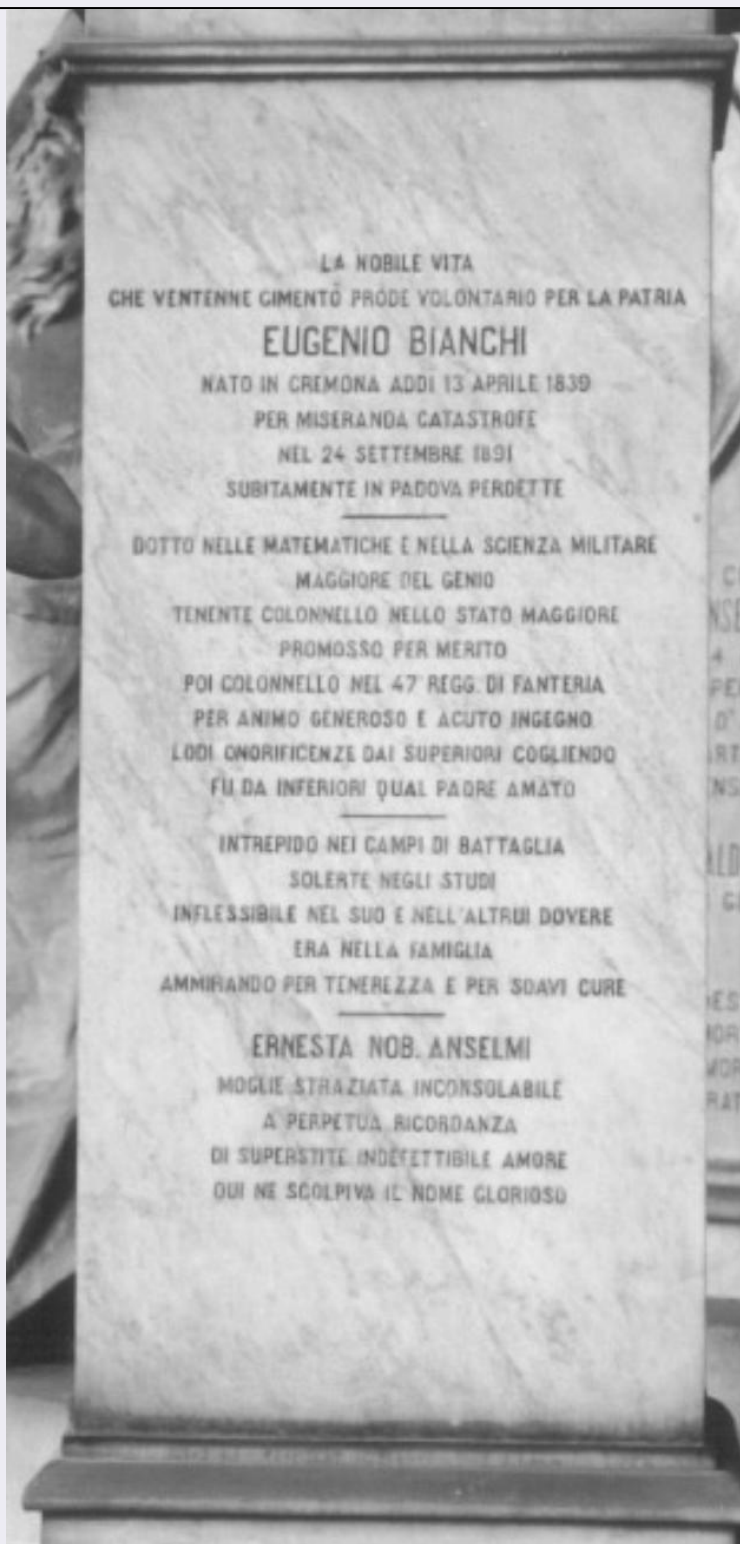 LA NOBILE VITA
CHE VENTENNE CIMENTÒ PRODE VOLONTARIO PER LA PATRIA
EUGENIO BIANCHI
NATO IN CREMONA ADDI 13 APRILE 1839
PER MISERANDA CATASTROFE
NEL 24 SETTEMBRE 1891
SUBITAMENTE IN PADOVA PERDETTE
DOTTO NELLE MATEMATICHE E NELLA SCIENZA MILITARE
MAGGIORE DEL GENIO
TENENTE COLONNELLO NELLO STATO MAGGIORE
PROMOSSO PER MERITO
POI COLONNELLO NEL 47° REGG. DI FANTERIA
PER ANIMO GENEROSO E ACUTO INGEGNO
LODI ONORIFICENZE DAI SUPERIORI COGLIENDO
FU DA INFERIORI QUAL PADRE AMATO
INTREPIDO NEI CAMPI DI BATTAGLIA
SOLERTE NEGLI STUDI
INFLESSIBILE NEL SUO E NELL'ALTRUI DOVERE
ERA NELLA FAMIGLIA
AMMIRANDO PER TENEREZZA E PER SOAVI CURE
ERNESTA NOB. ANSELMI
MOGLIE STRAZIATA INCONSOLABILE
A PERPETUA RICORDANZA
DI SUPERSTITE INDEFETTIBILE AMORE
QUI NE SCOLPIVA IL NOME GLORIOSO